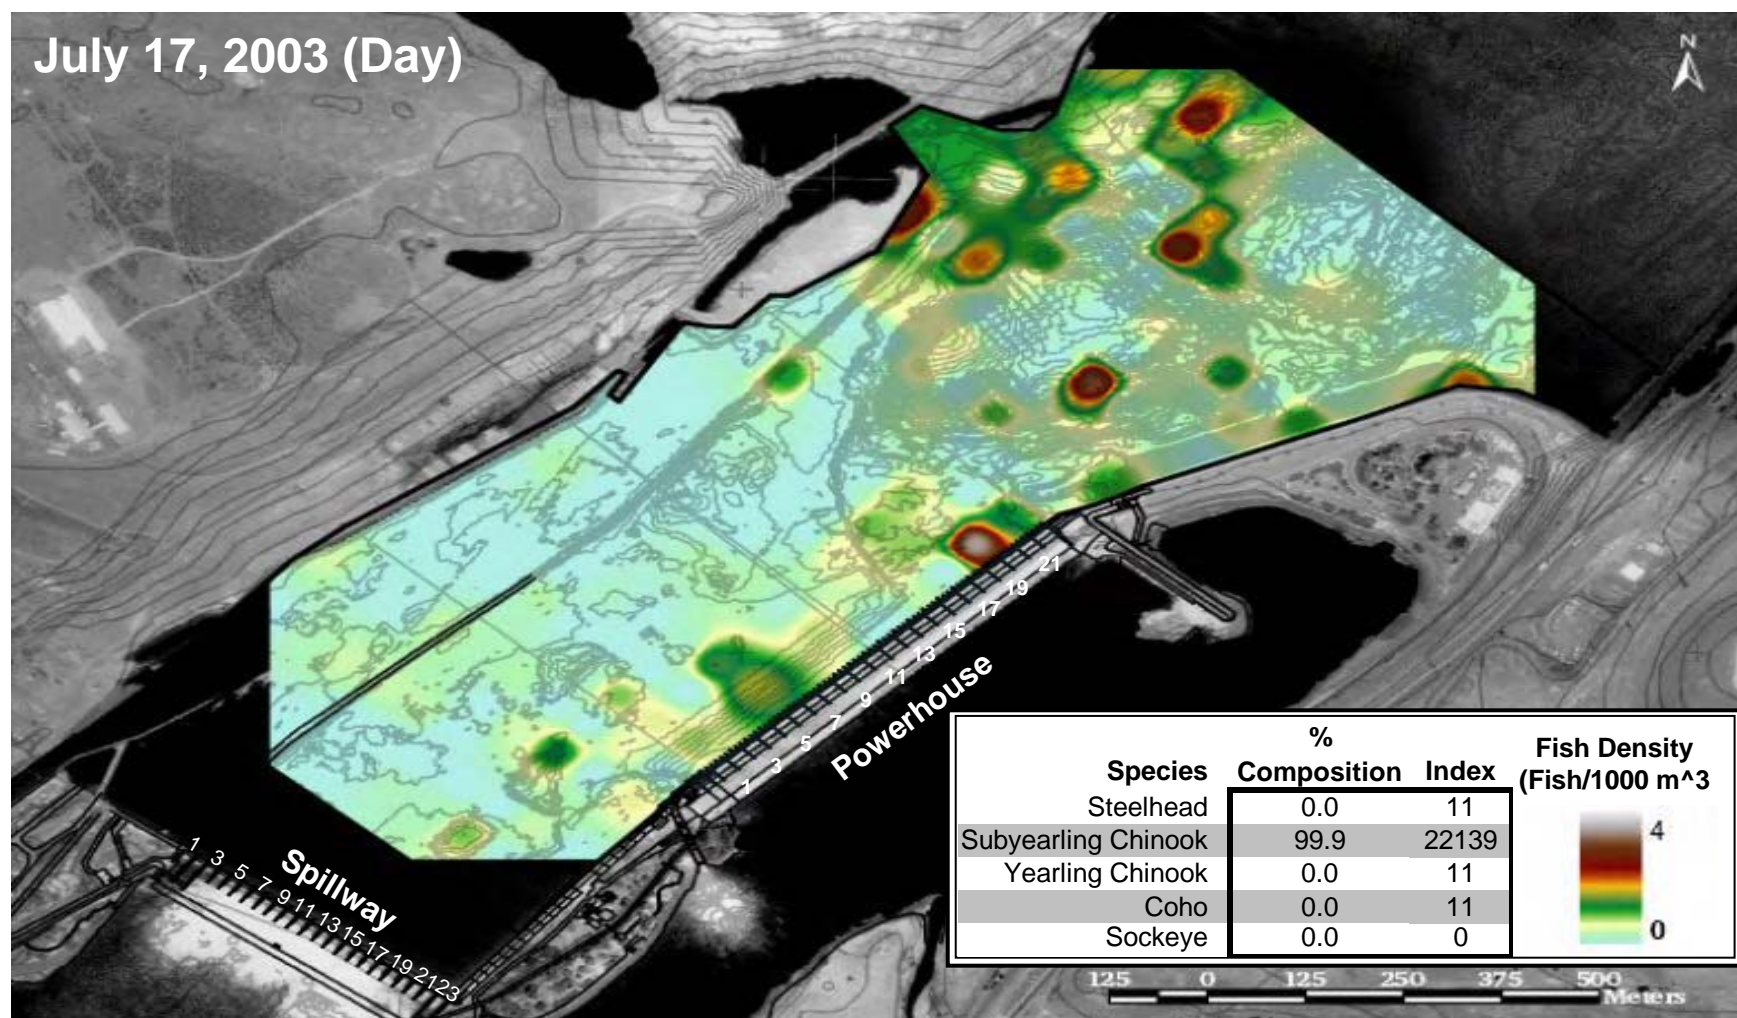 July 17, 2003 (Day)
N
21
19
17
15
13
11
9
7
5
3
1
Powerhouse
Spillway
1 3 5 7 9 11 13 15 17 19 21 23
% Fish Density
Species Composition Index (Fish/1000 m^3
Steelhead 0.0 11
Subyearling Chinook 99.9 22139
Yearling Chinook 0.0 11
Coho 0.0 11
Sockeye 0.0 0
4
0
125 0 125 250 375 500
Meters